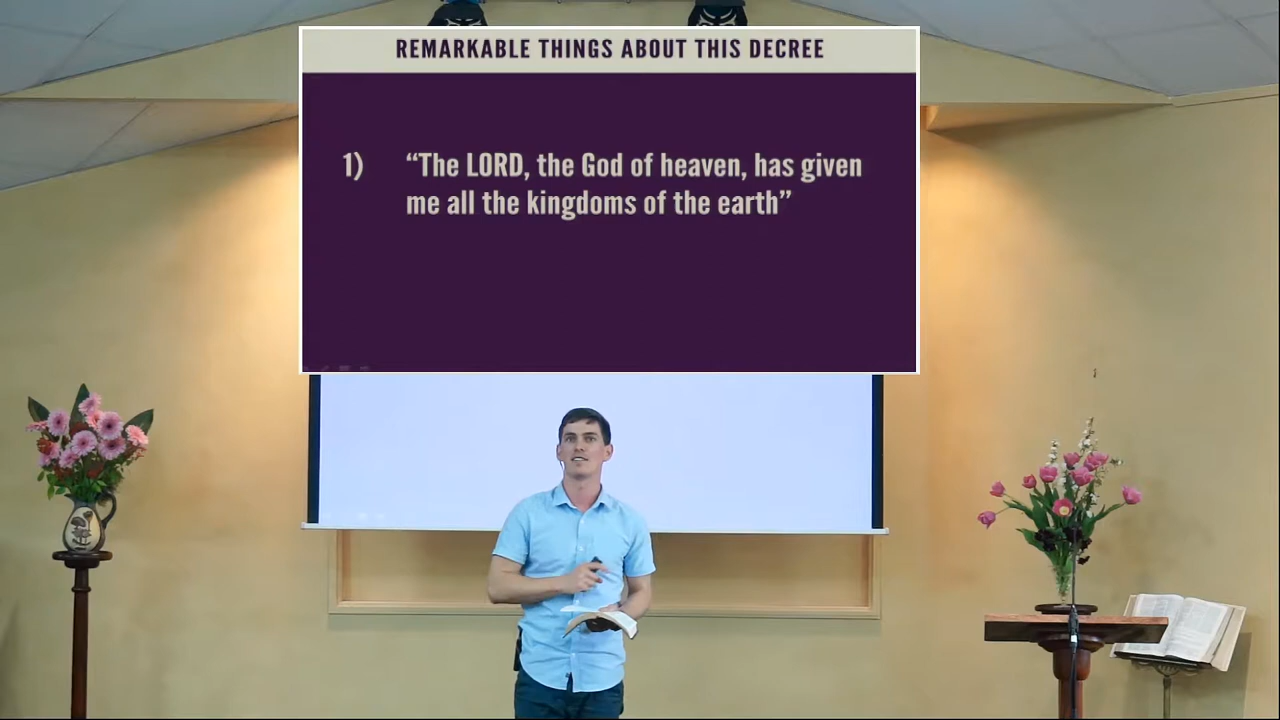 REMARKABLE THINGS ABOUT THIS DECREE
1) “The LORD, the God of heaven, has given
me all the kingdoms of the earth”